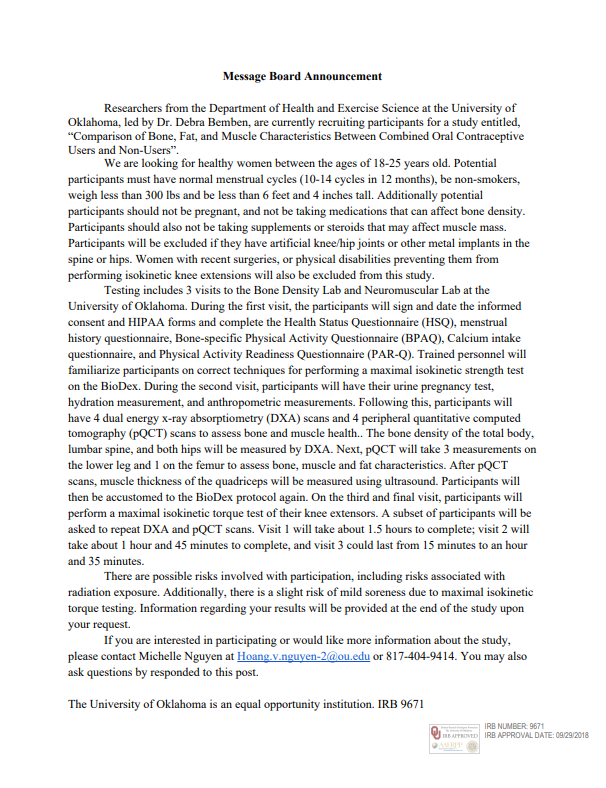 Message Board Announcement
Researchers from the Department of Health and Exercise Science at the University of
Oklahoma, led by Dr. Debra Bemben, are currently recruiting participants for a study entitled,
“Comparison of Bone, Fat, and Muscle Characteristics Between Combined Oral Contraceptive
Users and Non-Users”.
We are looking for healthy women between the ages of 18-25 years old. Potential
participants must have normal menstrual cycles (10-14 cycles in 12 months), be non-smokers,
weigh less than 300 lbs and be less than 6 feet and 4 inches tall. Additionally potential
participants should not be pregnant, and not be taking medications that can affect bone density.
Participants should also not be taking supplements or steroids that may affect muscle mass.
Participants will be excluded if they have artificial knee/hip joints or other metal implants in the
spine or hips. Women with recent surgeries, or physical disabilities preventing them from
performing isokinetic knee extensions will also be excluded from this study.
Testing includes 3 visits to the Bone Density Lab and Neuromuscular Lab at the
University of Oklahoma. During the first visit, the participants will sign and date the informed
consent and HIPAA forms and complete the Health Status Questionnaire (HSQ), menstrual
history questionnaire, Bone-specific Physical Activity Questionnaire (BPAQ), Calcium intake
questionnaire, and Physical Activity Readiness Questionnaire (PAR-Q). Trained personnel will
familiarize participants on correct techniques for performing a maximal isokinetic strength test
on the BioDex. During the second visit, participants will have their urine pregnancy test,
hydration measurement, and anthropometric measurements. Following this, participants will
have 4 dual energy x-ray absorptiometry (DXA) scans and 4 peripheral quantitative computed
tomography (pQCT) scans to assess bone and muscle health.. The bone density of the total body,
lumbar spine, and both hips will be measured by DXA. Next, pQCT will take 3 measurements on
the lower leg and 1 on the femur to assess bone, muscle and fat characteristics. After pQCT
scans, muscle thickness of the quadriceps will be measured using ultrasound. Participants will
then be accustomed to the BioDex protocol again. On the third and final visit, participants will
perform a maximal isokinetic torque test of their knee extensors. A subset of participants will be
asked to repeat DXA and pQCT scans. Visit 1 will take about 1.5 hours to complete; visit 2 will
take about 1 hour and 45 minutes to complete, and visit 3 could last from 15 minutes to an hour
and 35 minutes.
There are possible risks involved with participation, including risks associated with
radiation exposure. Additionally, there is a slight risk of mild soreness due to maximal isokinetic
torque testing. Information regarding your results will be provided at the end of the study upon
your request.
If you are interested in participating or would like more information about the study,
please contact Michelle Nguyen at Hoang.v.nguyen-2@ou.edu or 817-404-9414. You may also
ask questions by responded to this post.
The University of Oklahoma is an equal opportunity institution. IRB 9671
IRB APPROVED
IRB NUMBER: 9671
IRB APPROVAL DATE: 09/29/2018